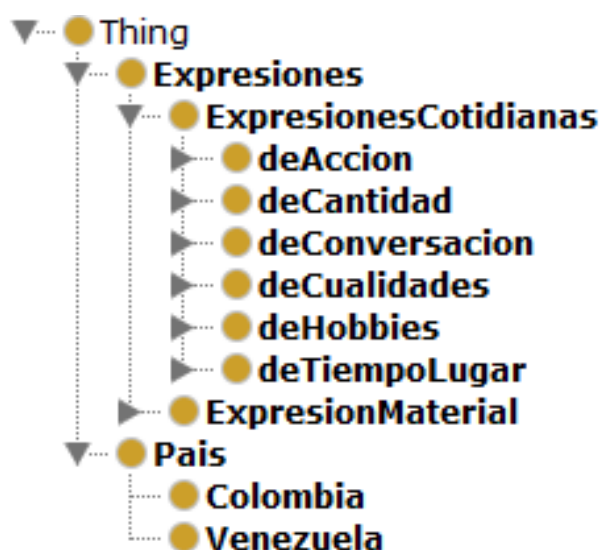 Thing
Expresiones
ExpresionesCotidianas
deAccion
deCantidad
deConversacion
deCualidades
deHobbies
deTiempoLugar
ExpresionMaterial
Pais
Colombia
Venezuela